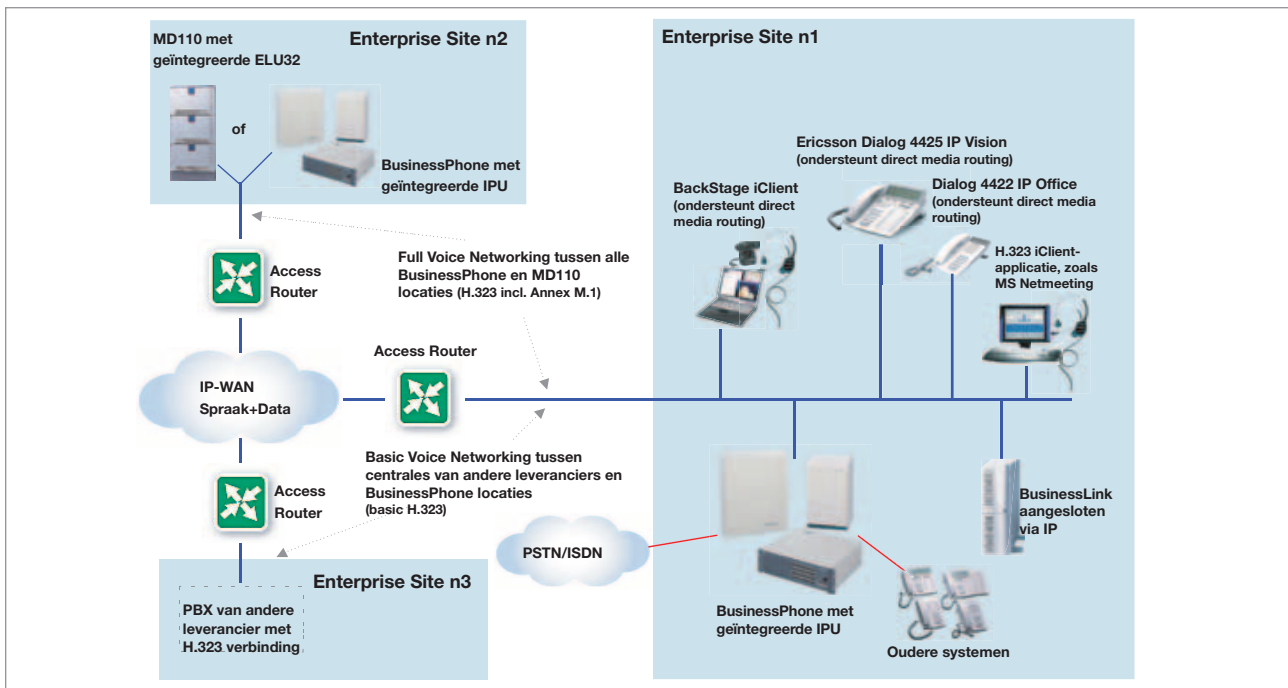 MD110 met
geïntegreerde ELU32
Enterprise Site n2
of
BusinessPhone met
geïntegreerde IPU
Enterprise Site n1
Ericsson Dialog 4425 IP Vision
(ondersteunt direct media routing)
BackStage iClient
(ondersteunt direct
media routing)
Dialog 4422 IP Office
(ondersteunt direct media
routing)
H.323 iClient-
applicatie, zoals
MS Netmeeting
Access
Router
Full Voice Networking tussen alle
BusinessPhone en MD110
locaties (H.323 incl. Annex M.1)
Access Router
IP-WAN
Spraak+Data
Basic Voice Networking tussen
centrales van andere leveranciers en
BusinessPhone locaties
(basic H.323)
Access
Router
PSTN/ISDN
BusinessLink
aangesloten
via IP
Enterprise Site n3
PBX van andere
leverancier met
H.323 verbinding
BusinessPhone met
geïntegreerde IPU
Oudere systemen